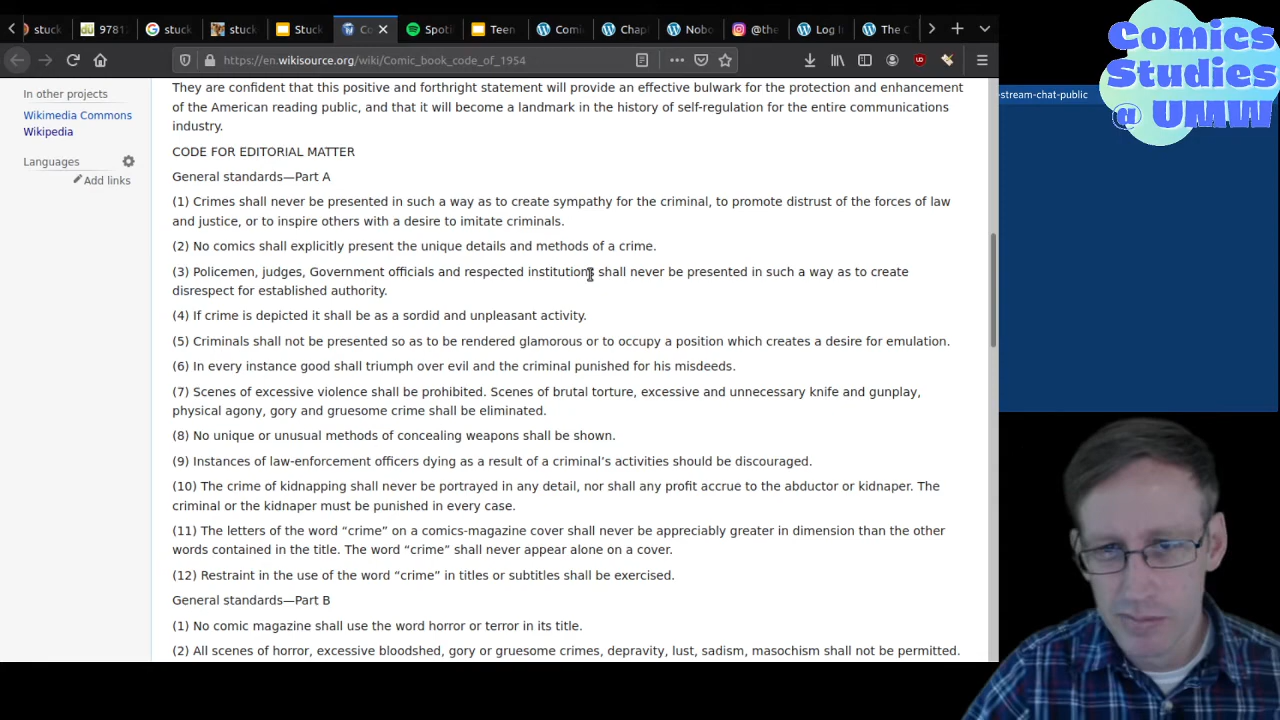 stuck
9781
stuck
stuck
Stuck
Co
Spot
Teen
Comi
Chap
Nobo
@the
Log I
The C
https://en.wikisource.org/wiki/Comic_book_code_of_1954
Comics
Studies
@ UMW
-stream-chat-public
In other projects
Wikimedia Commons
Wikipedia
Languages
Add links
They are confident that this positive and forthright statement will provide an effective bulwark for the protection and enhancement
of the American reading public, and that it will become a landmark in the history of self-regulation for the entire communications
industry.
CODE FOR EDITORIAL MATTER
General standards—Part A
(1) Crimes shall never be presented in such a way as to create sympathy for the criminal, to promote distrust of the forces of law
and justice, or to inspire others with a desire to imitate criminals.
(2) No comics shall explicitly present the unique details and methods of a crime.
(3) Policemen, judges, Government officials and respected institutions shall never be presented in such a way as to create
disrespect for established authority.
(4) If crime is depicted it shall be as a sordid and unpleasant activity.
(5) Criminals shall not be presented so as to be rendered glamorous or to occupy a position which creates a desire for emulation.
(6) In every instance good shall triumph over evil and the criminal punished for his misdeeds.
(7) Scenes of excessive violence shall be prohibited. Scenes of brutal torture, excessive and unnecessary knife and gunplay,
physical agony, gory and gruesome crime shall be eliminated.
(8) No unique or unusual methods of concealing weapons shall be shown.
(9) Instances of law-enforcement officers dying as a result of a criminal’s activities should be discouraged.
(10) The crime of kidnapping shall never be portrayed in any detail, nor shall any profit accrue to the abductor or kidnaper. The
criminal or the kidnaper must be punished in every case.
(11) The letters of the word “crime” on a comics-magazine cover shall never be appreciably greater in dimension than the other
words contained in the title. The word “crime” shall never appear alone on a cover.
(12) Restraint in the use of the word “crime” in titles or subtitles shall be exercised.
General standards—Part B
(1) No comic magazine shall use the word horror or terror in its title.
(2) All scenes of horror, excessive bloodshed, gory or gruesome crimes, depravity, lust, sadism, masochism shall not be permitted.